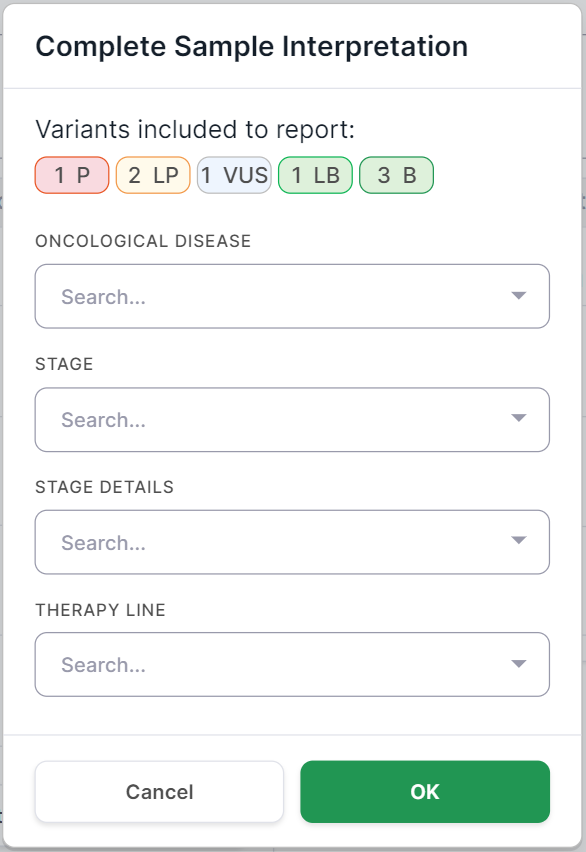 Complete Sample Interpretation
Variants included to report:
1 P 2 LP 1 VUS 1 LB 3 B
ONCOLOGICAL DISEASE
Search...
STAGE
Search...
STAGE DETAILS
Search...
THERAPY LINE
Search...
Cancel OK